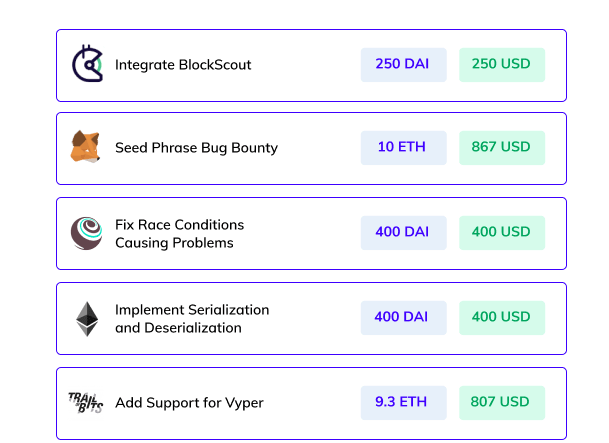 Integrate BlockScout
250 DAI
250 USD
Seed Phrase Bug Bounty
10 ETH
867 USD
Fix Race Conditions
Causing Problems
400 DAI
400 USD
Implement Serialization
and Deserialization
400 DAI
400 USD
TRAIL
OF
BITS
Add Support for Vyper
9.3 ETH
807 USD